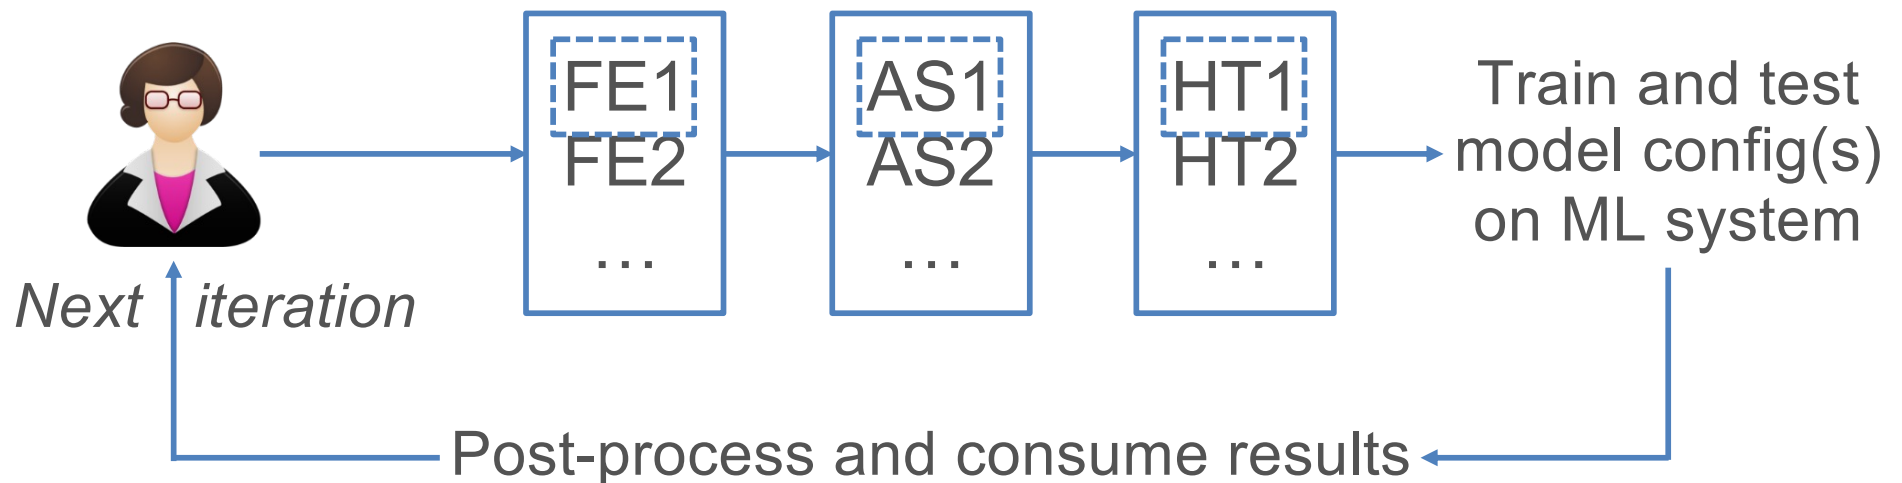 FE1
FE2
…
AS1
AS2
…
HT1
HT2
…
Train and test
model config(s)
on ML system
Next iteration
Post-process and consume results